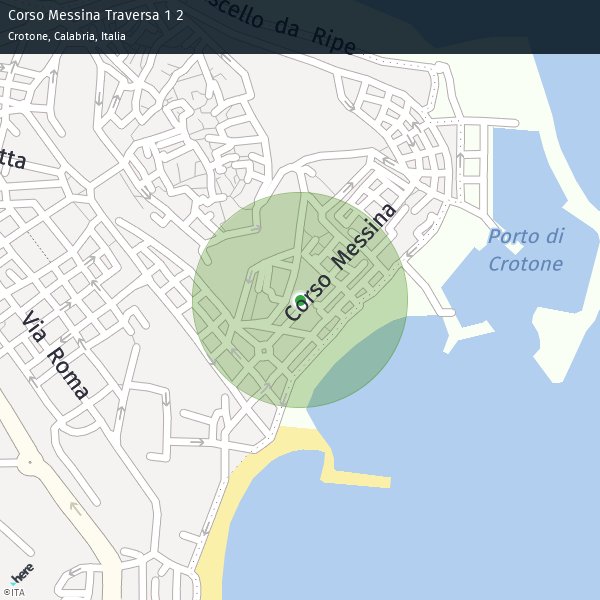 Corso Messina Traversa 1 2
Crotone, Calabria, Italia
scello da Ripe
tta
Corso Messina
Porto di
Crotone
Via Roma
here
©ITA